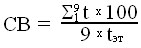 СВ = Σ₁⁹ t × 100 / 9 × tэт